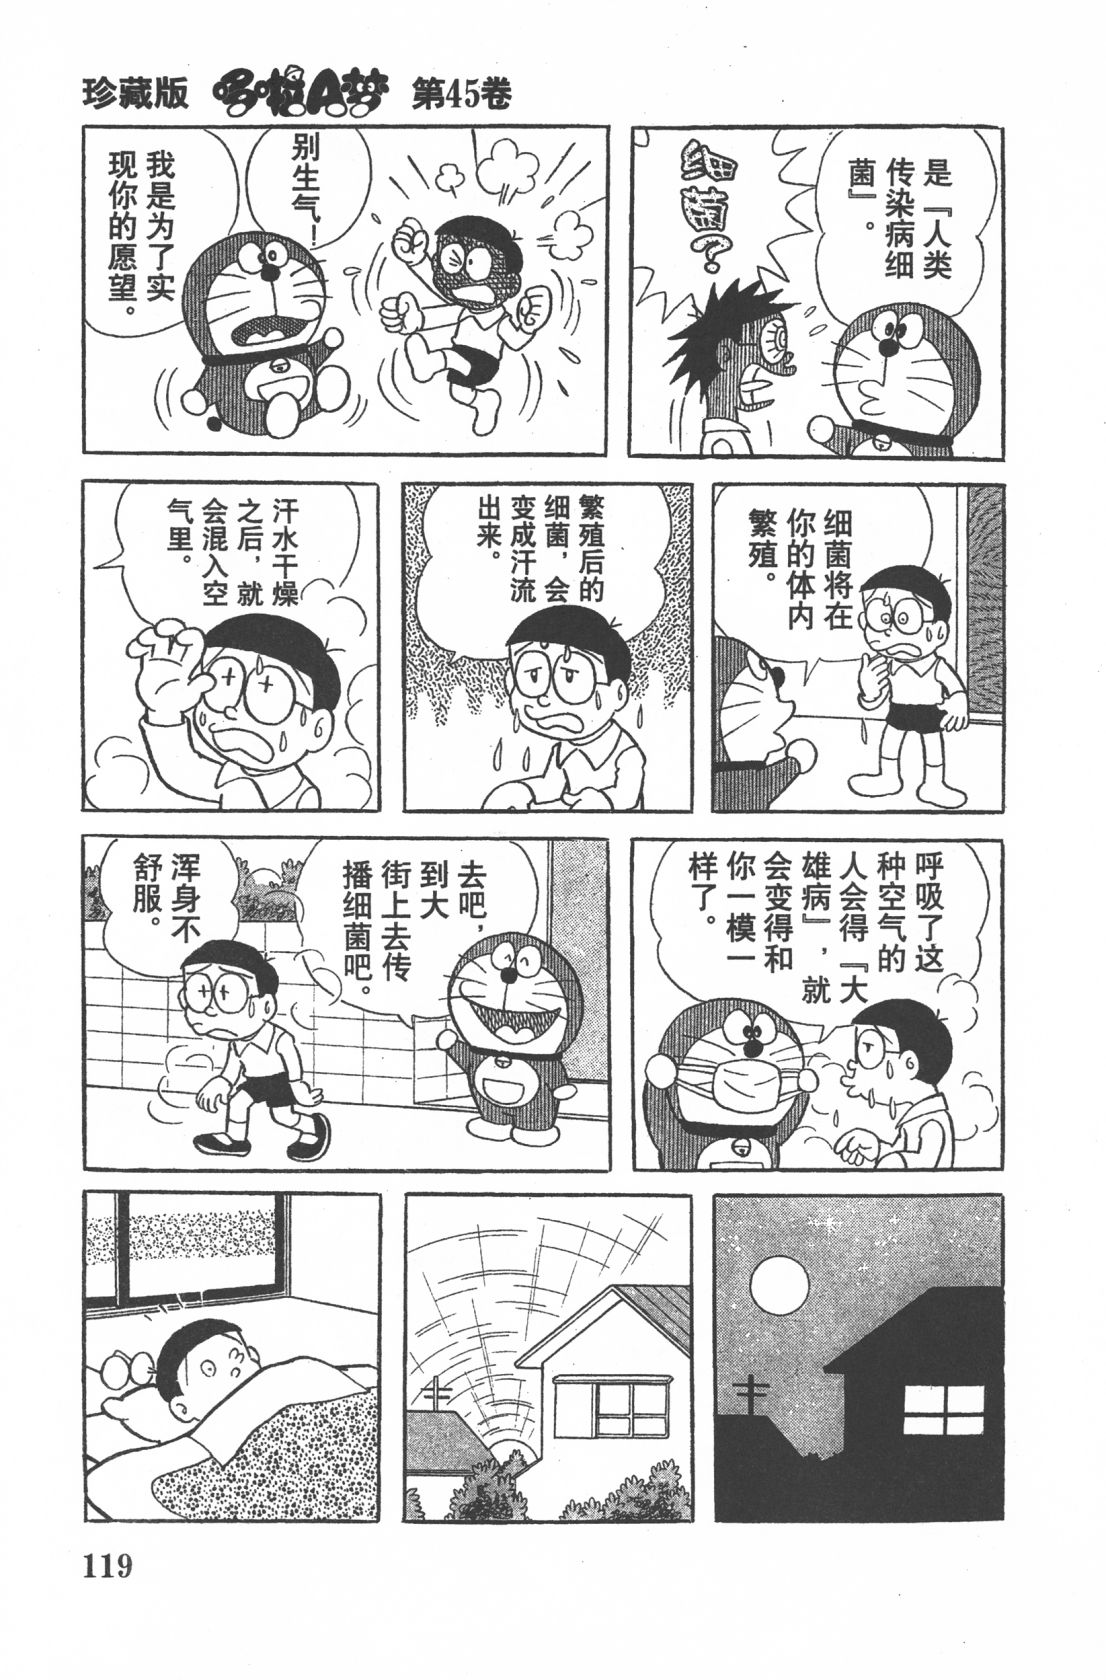 珍藏版 哆啦A梦 第45卷
是『人类
传染病细
菌』。
细菌?
别生气!
我是为了实
现你的愿望。
细菌将在
你的体内
繁殖。
繁殖后的
细菌，会
变成汗流
出来。
汗水干燥
之后，就
会混入空
气里。
呼吸了这
种空气的
人会得『大
雄病』，就
会变得和
你一模一
样了。
去吧，
到大
街上去传
播细菌吧。
浑身不
舒服。
119